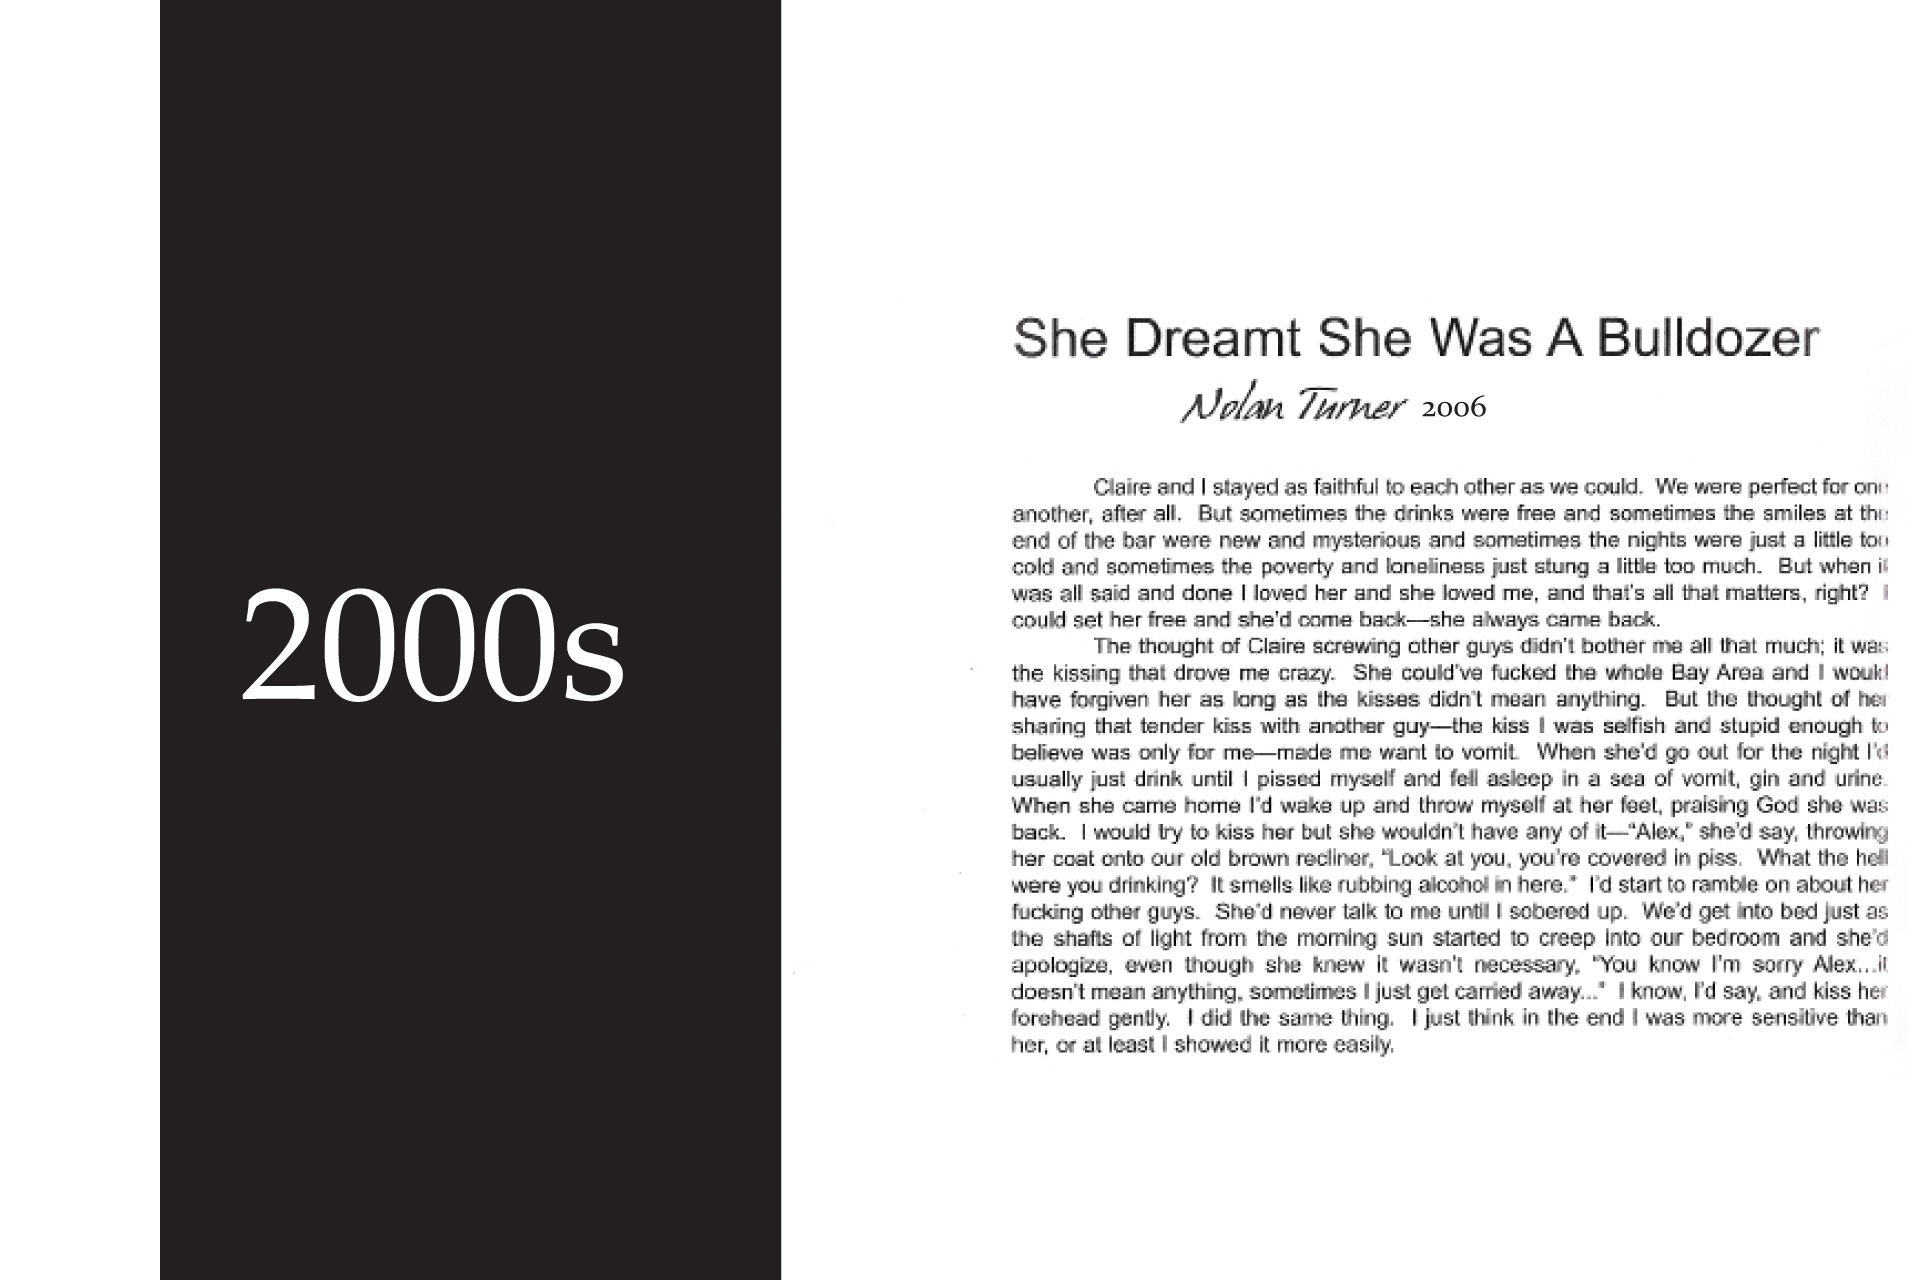 2000s
She Dreamt She Was A Bulldozer
Nolan Turner 2006
Claire and I stayed as faithful to each other as we could. We were perfect for one
another, after all. But sometimes the drinks were free and sometimes the smiles at the
end of the bar were new and mysterious and sometimes the nights were just a little too
cold and sometimes the poverty and loneliness just stung a little too much. But when it
was all said and done I loved her and she loved me, and that's all that matters, right? I
could set her free and she'd come back—she always came back.
The thought of Claire screwing other guys didn't bother me all that much; it was
the kissing that drove me crazy. She could've fucked the whole Bay Area and I would
have forgiven her as long as the kisses didn't mean anything. But the thought of her
sharing that tender kiss with another guy—the kiss I was selfish and stupid enough to
believe was only for me—made me want to vomit. When she'd go out for the night I'd
usually just drink until I pissed myself and fell asleep in a sea of vomit, gin and urine.
When she came home I'd wake up and throw myself at her feet, praising God she was
back. I would try to kiss her but she wouldn't have any of it—“Alex,” she'd say, throwing
her coat onto our old brown recliner, “Look at you, you're covered in piss. What the hell
were you drinking? It smells like rubbing alcohol in here.” I'd start to ramble on about her
fucking other guys. She'd never talk to me until I sobered up. We'd get into bed just as
the shafts of light from the morning sun started to creep into our bedroom and she'd
apologize, even though she knew it wasn't necessary, “You know I'm sorry Alex...it
doesn't mean anything, sometimes I just get carried away...” I know, I'd say, and kiss her
forehead gently. I did the same thing. I just think in the end I was more sensitive than
her, or at least I showed it more easily.